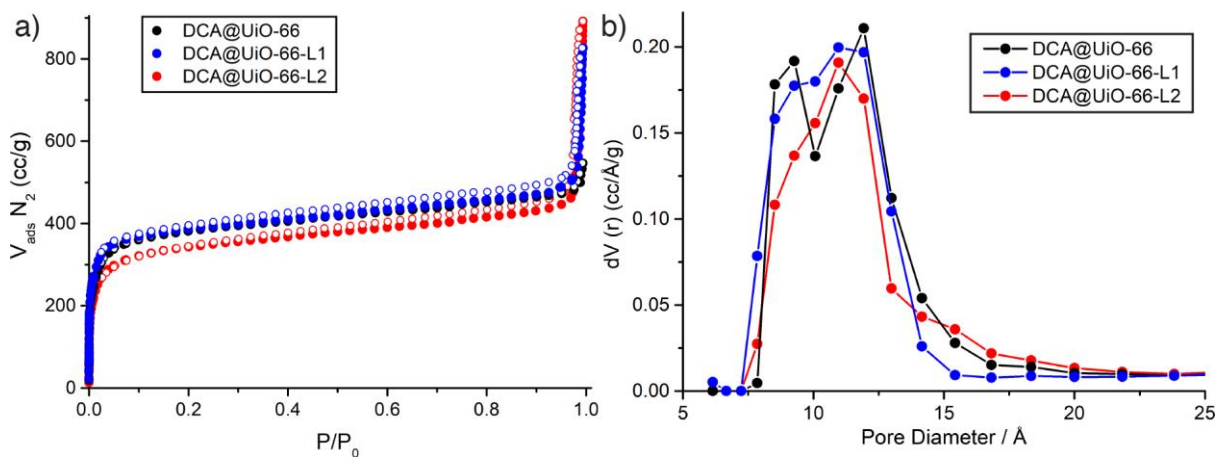 a)
DCA@UiO-66
DCA@UiO-66-L1
DCA@UiO-66-L2
V_ads N_2 (cc/g)
800
600
400
200
0
0.0 0.2 0.4 0.6 0.8 1.0
P/P_0
b)
DCA@UiO-66
DCA@UiO-66-L1
DCA@UiO-66-L2
dV (r) (cc/Å/g)
0.20
0.15
0.10
0.05
0.00
5 10 15 20 25
Pore Diameter / Å